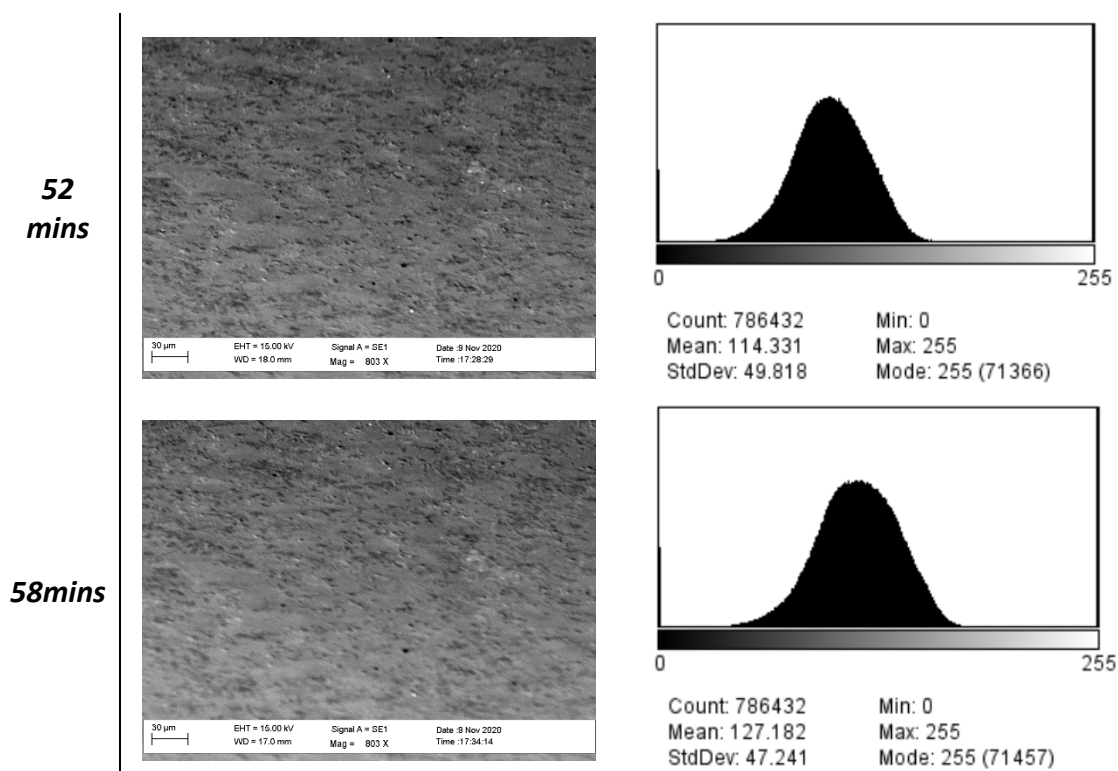 52
mins
30 µm
EHT = 15.00 kV
Signal A = SE1
Date :9 Nov 2020
WD = 18.0 mm
Mag = 803 X
Time :17:28:29
0
255
Count: 786432
Min: 0
Mean: 114.331
Max: 255
StdDev: 49.818
Mode: 255 (71366)
58mins
30 µm
EHT = 15.00 kV
Signal A = SE1
Date :9 Nov 2020
WD = 17.0 mm
Mag = 803 X
Time :17:34:14
0
255
Count: 786432
Min: 0
Mean: 127.182
Max: 255
StdDev: 47.241
Mode: 255 (71457)